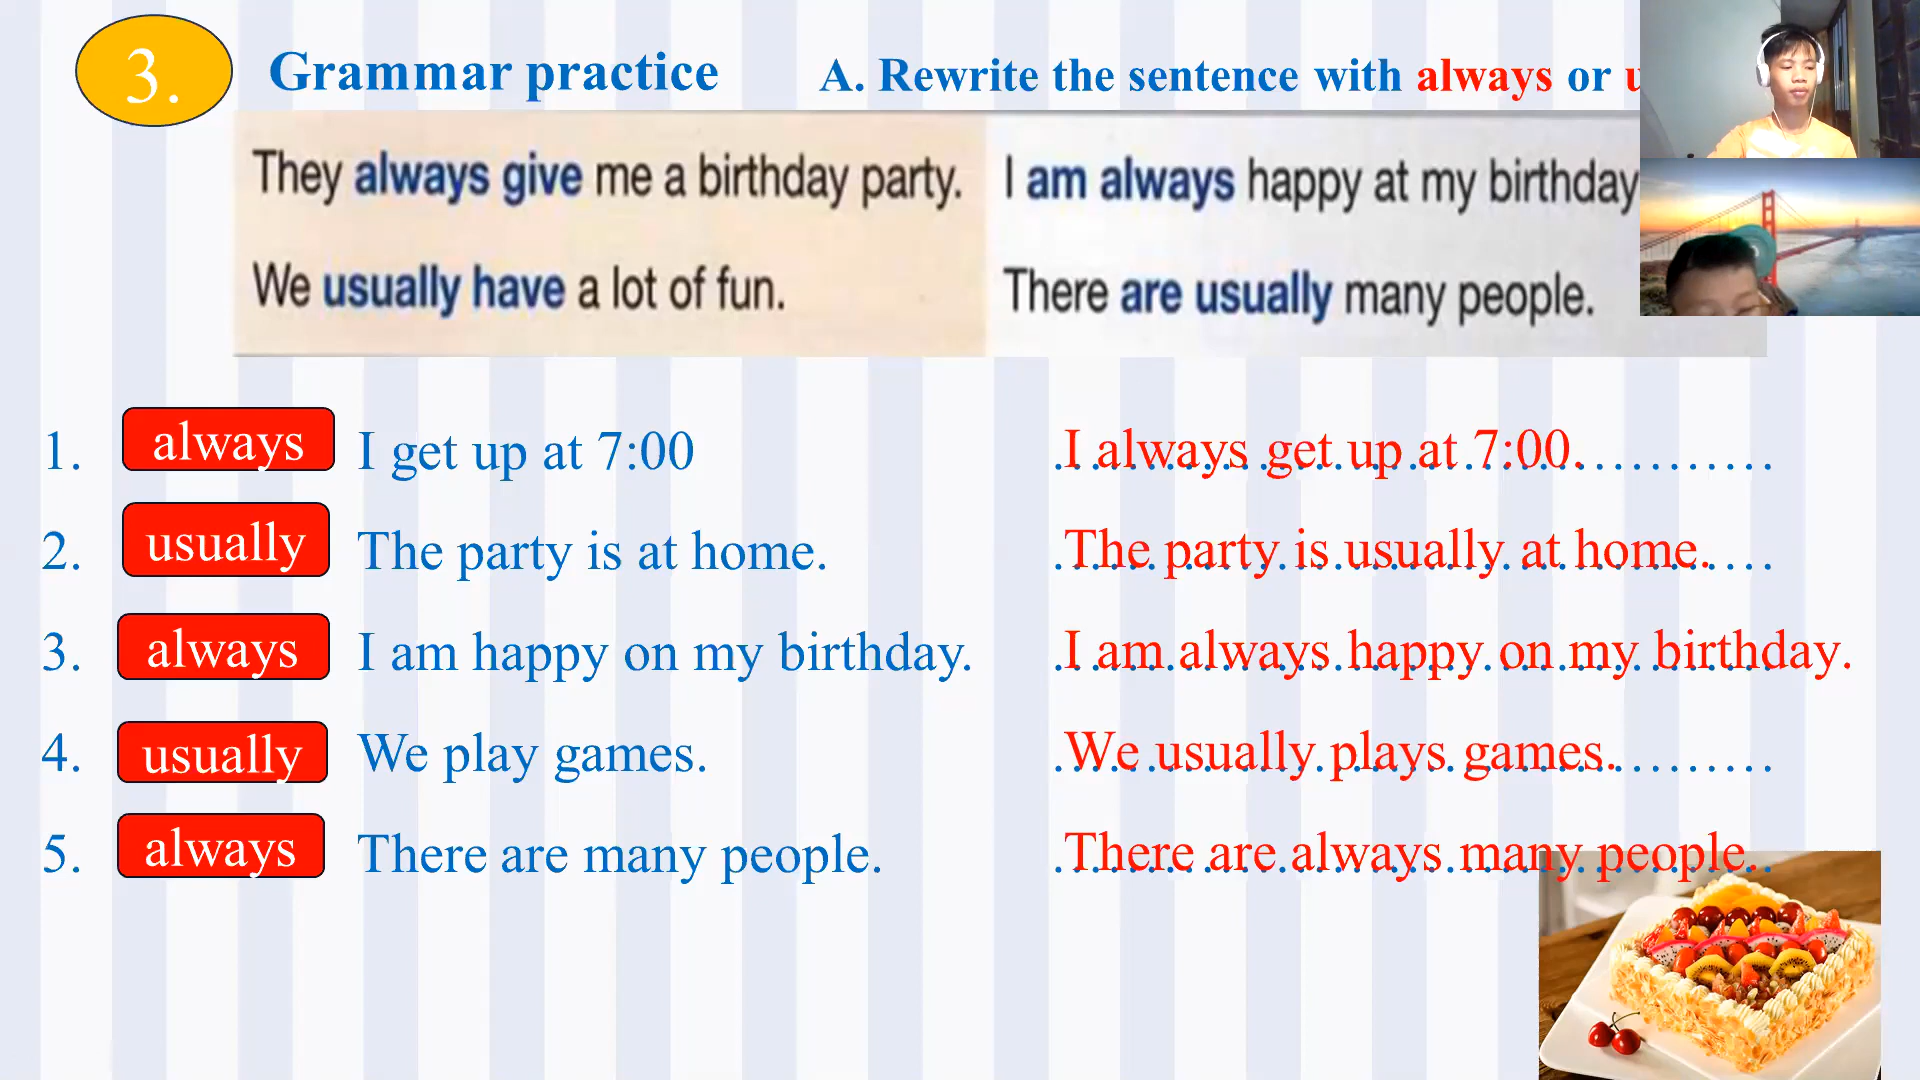 3. Grammar practice A. Rewrite the sentence with always or
They always give me a birthday party. I am always happy at my birthday
We usually have a lot of fun. There are usually many people.
1. always I get up at 7:00 I always get up at 7:00.
2. usually The party is at home. The party is usually at home.
3. always I am happy on my birthday. I am always happy on my birthday.
4. usually We play games. We usually plays games.
5. always There are many people. There are always many people.